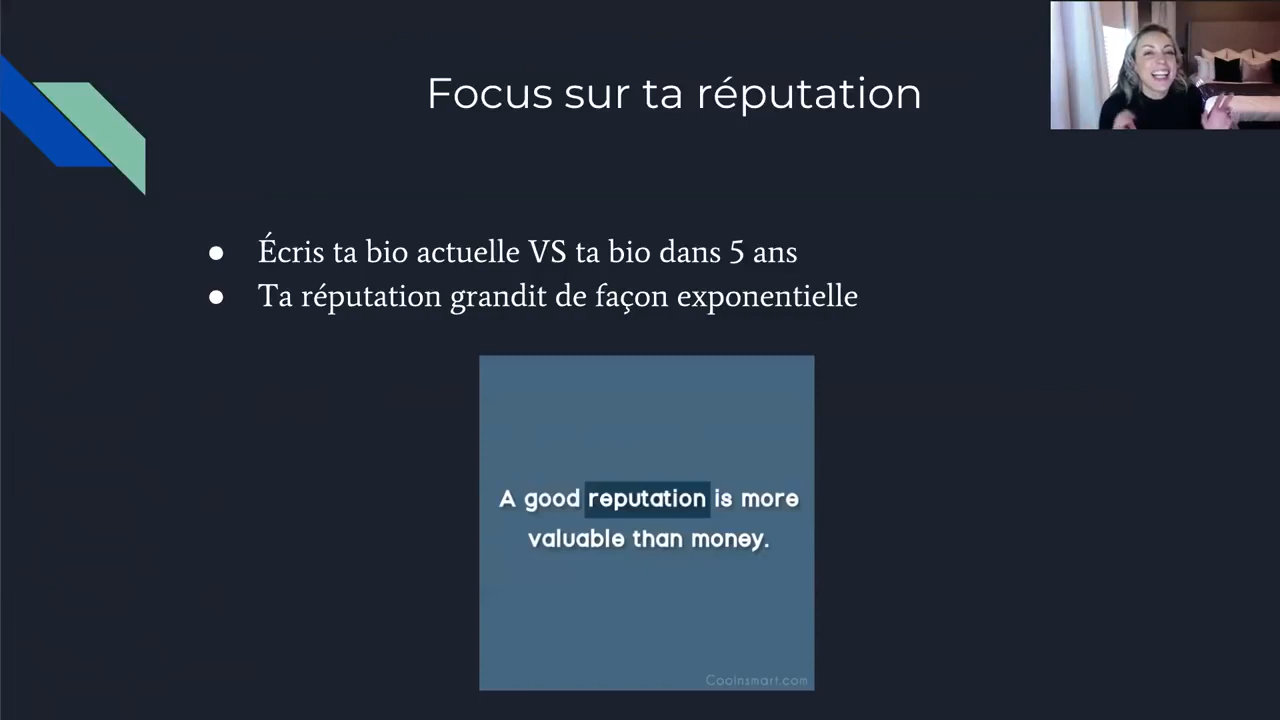 Focus sur ta réputation
● Écris ta bio actuelle VS ta bio dans 5 ans
● Ta réputation grandit de façon exponentielle
A good reputation is more
valuable than money.
Coolnsmart.com